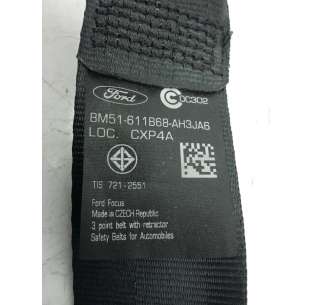 Ford
C 00302
BM51-611B68-AH3JA6
LOC. CXP4A
TIS 721-2551
Ford Focus
Made in CZECH Republic
3 point belt with retractor
Safety Belts for Automobiles